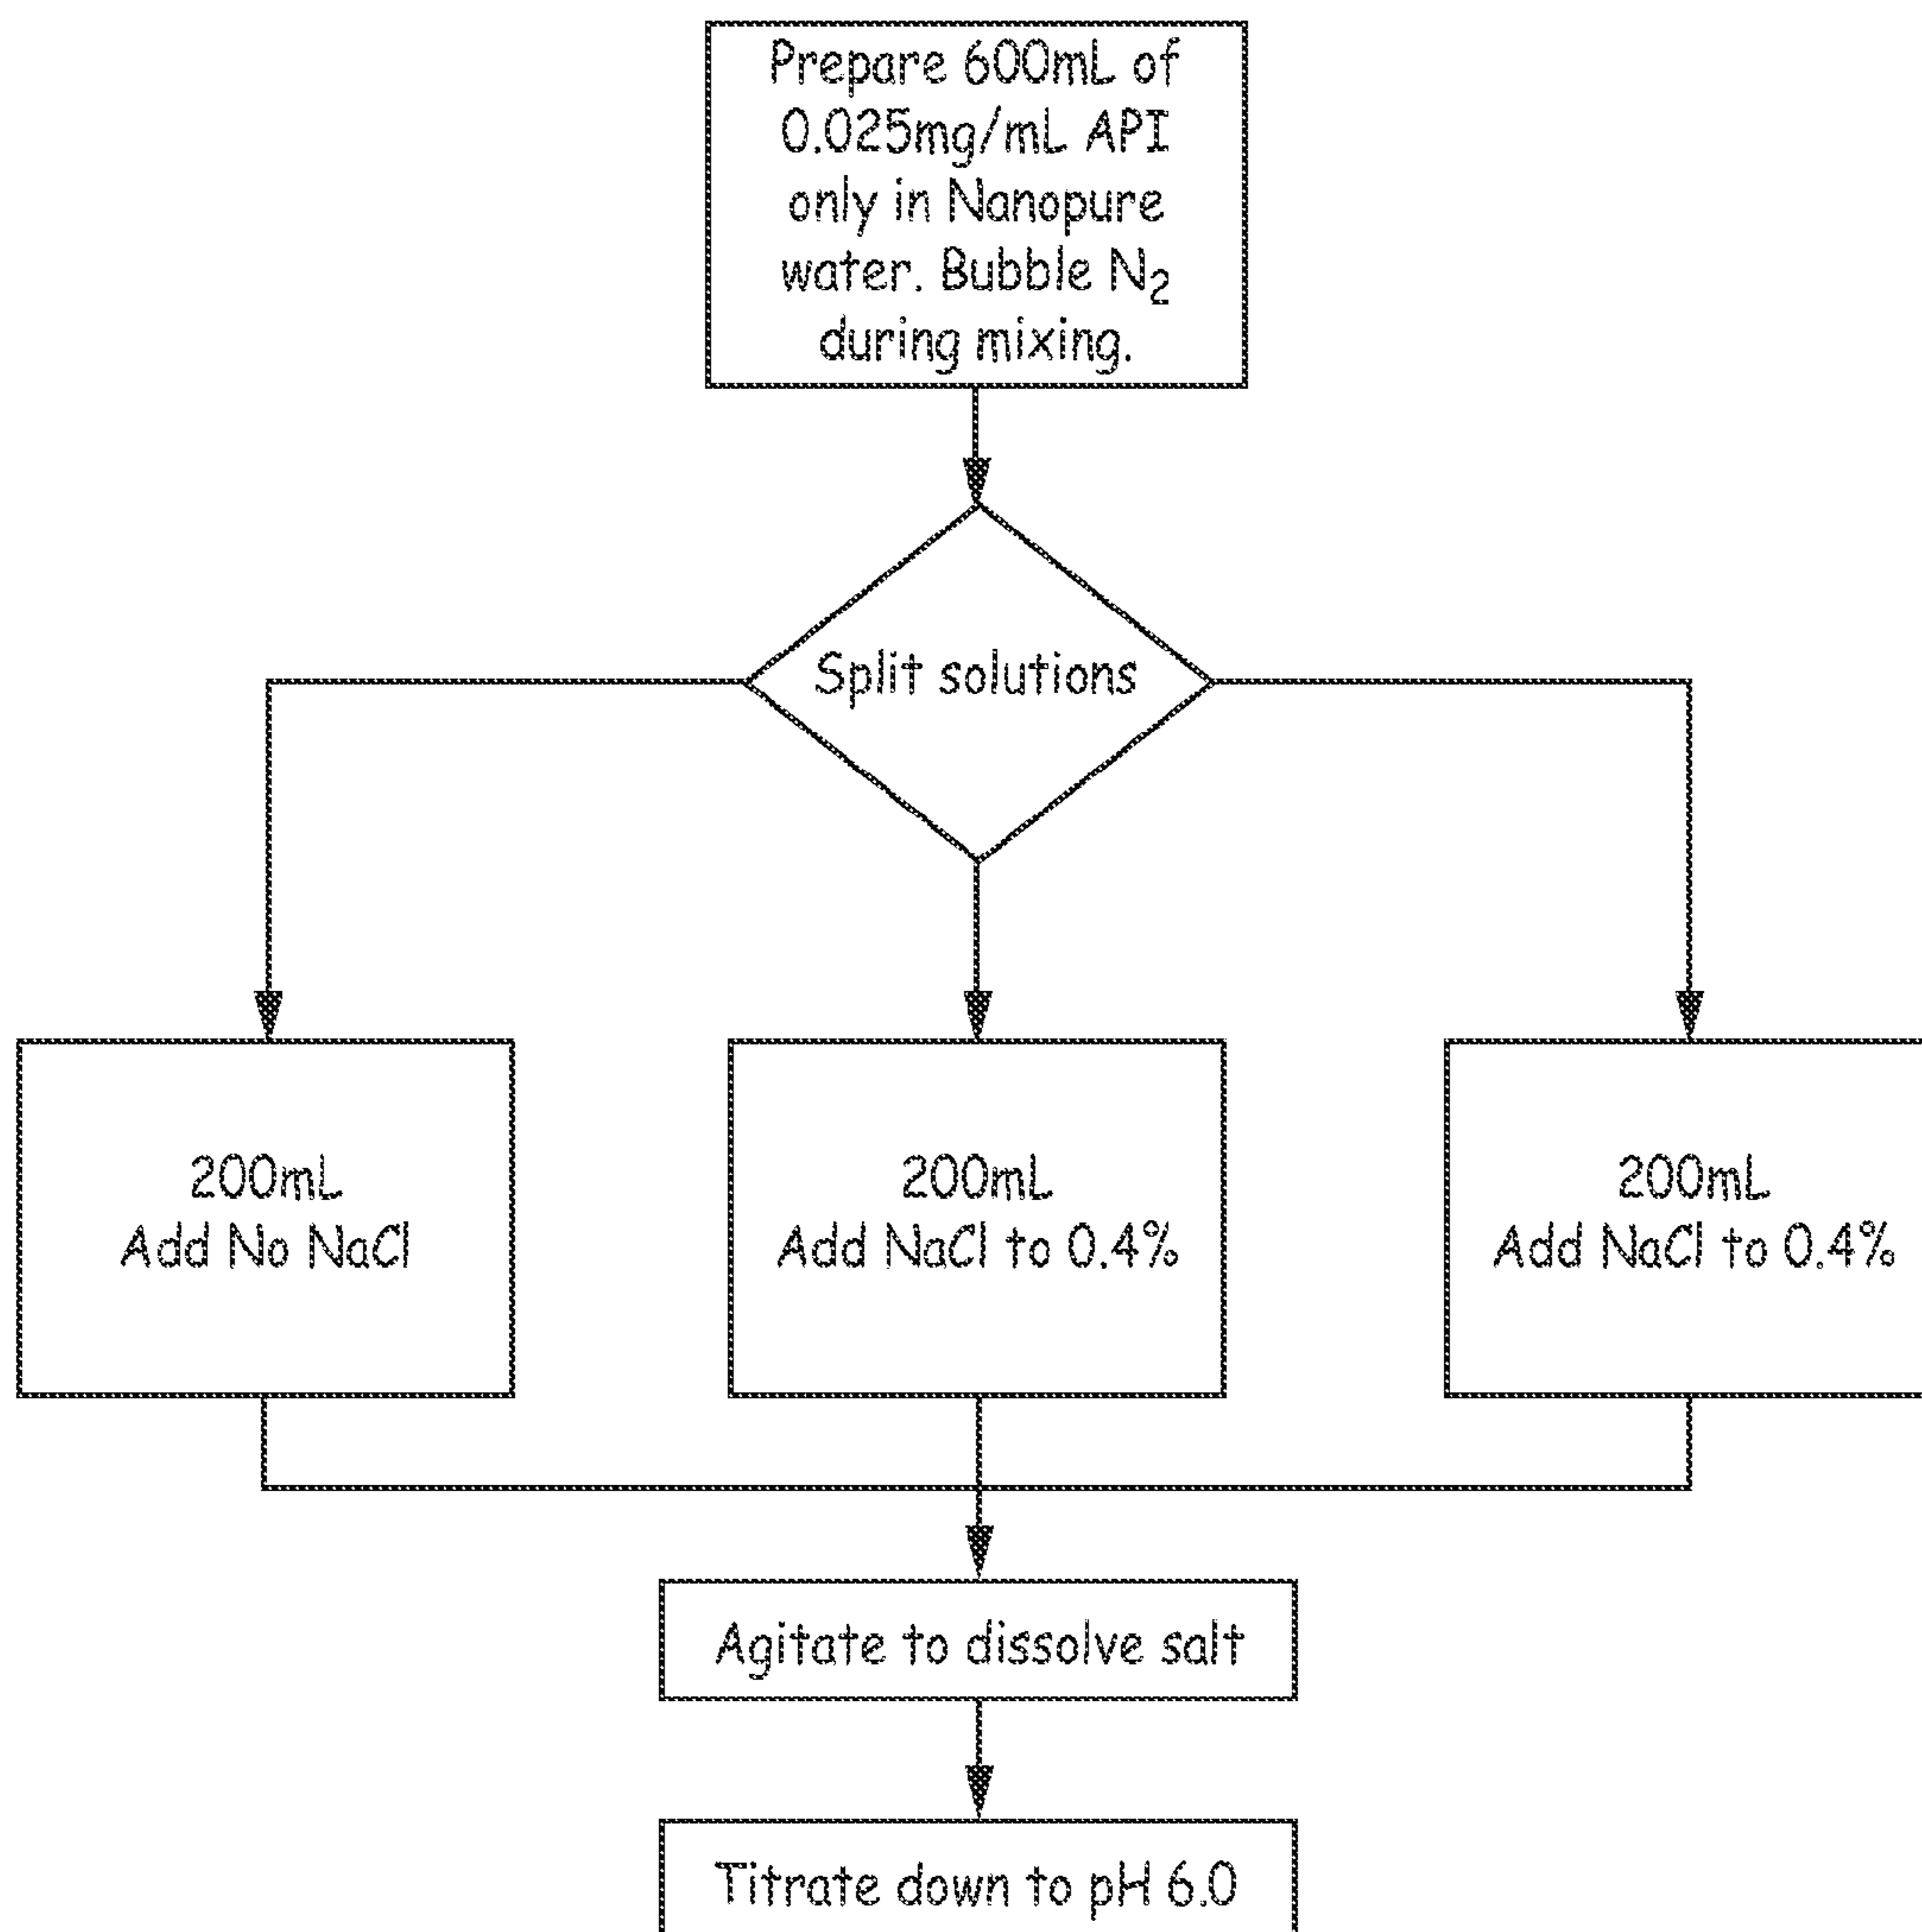 Prepare 600mL of
0.025mg/mL API
only in Nanopure
water. Bubble N₂
during mixing.
Split solutions
200mL
Add No NaCl
200mL
Add NaCl to 0.4%
200mL
Add NaCl to 0.4%
Agitate to dissolve salt
Titrate down to pH 6.0